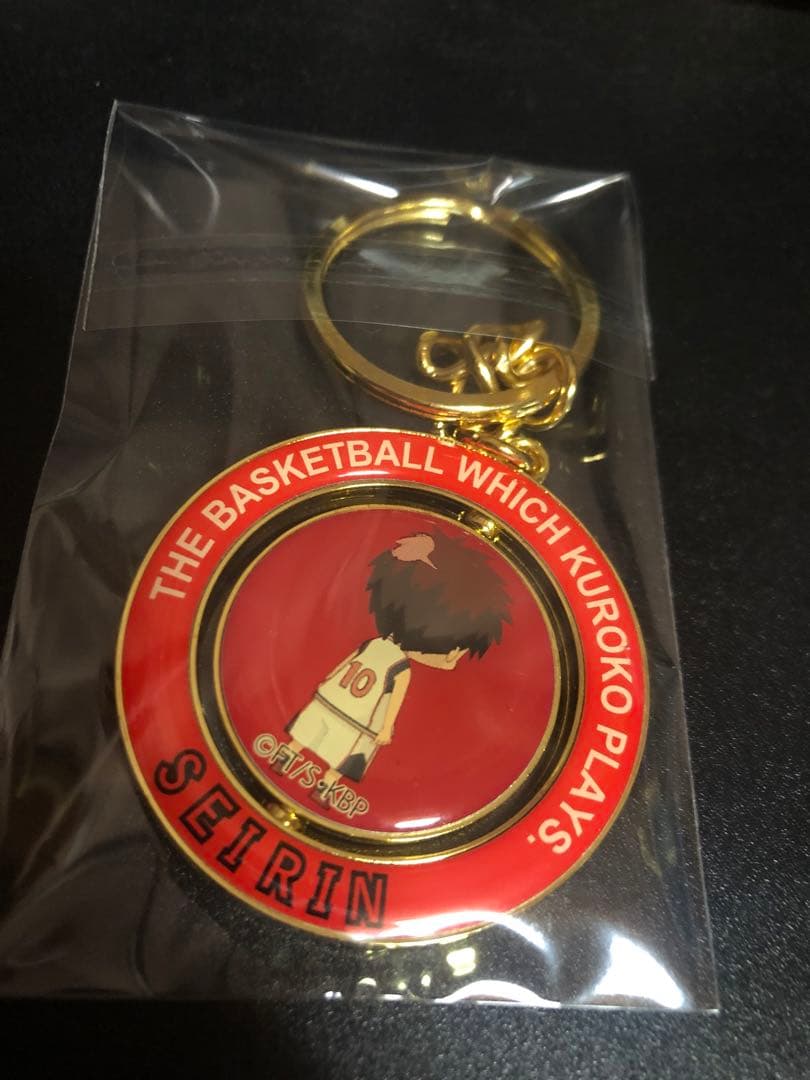 THE BASKETBALL WHICH KUROKO PLAYS.
10
©FT/S•KBP
SEIRIN